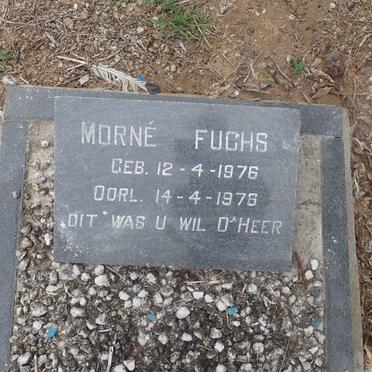 MORNÉ FUCHS
GEB. 12-4-1976
OORL. 14-4-1976
DIT WAS U WIL O'HEER